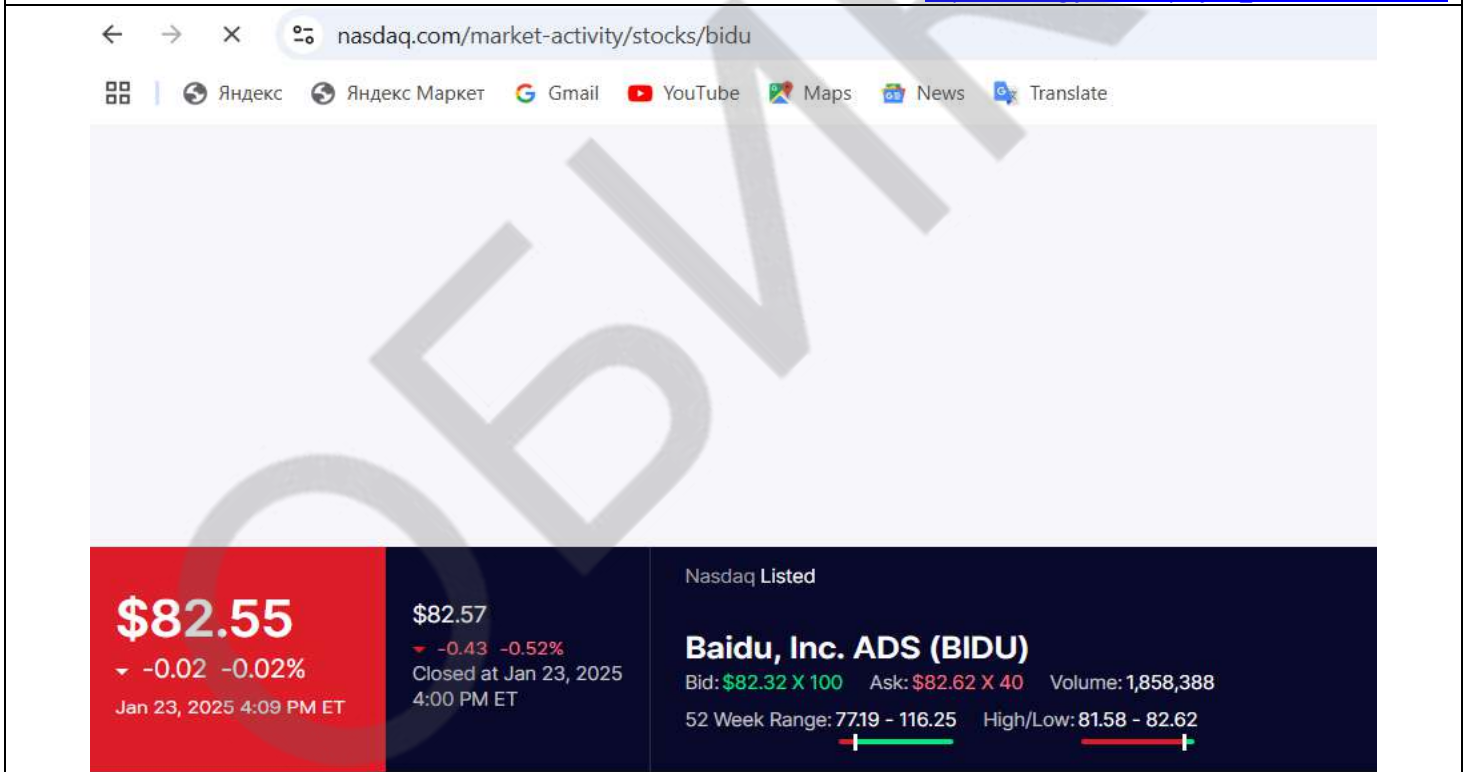 nasdaq.com/market-activity/stocks/bidu
Яндекс Яндекс Маркет Gmail YouTube Maps News Translate
ОБИК
$82.55
-0.02 -0.02%
Jan 23, 2025 4:09 PM ET
$82.57
-0.43 -0.52%
Closed at Jan 23, 2025
4:00 PM ET
Nasdaq Listed
Baidu, Inc. ADS (BIDU)
Bid: $82.32 X 100 Ask: $82.62 X 40 Volume: 1,858,388
52 Week Range: 77.19 - 116.25 High/Low: 81.58 - 82.62